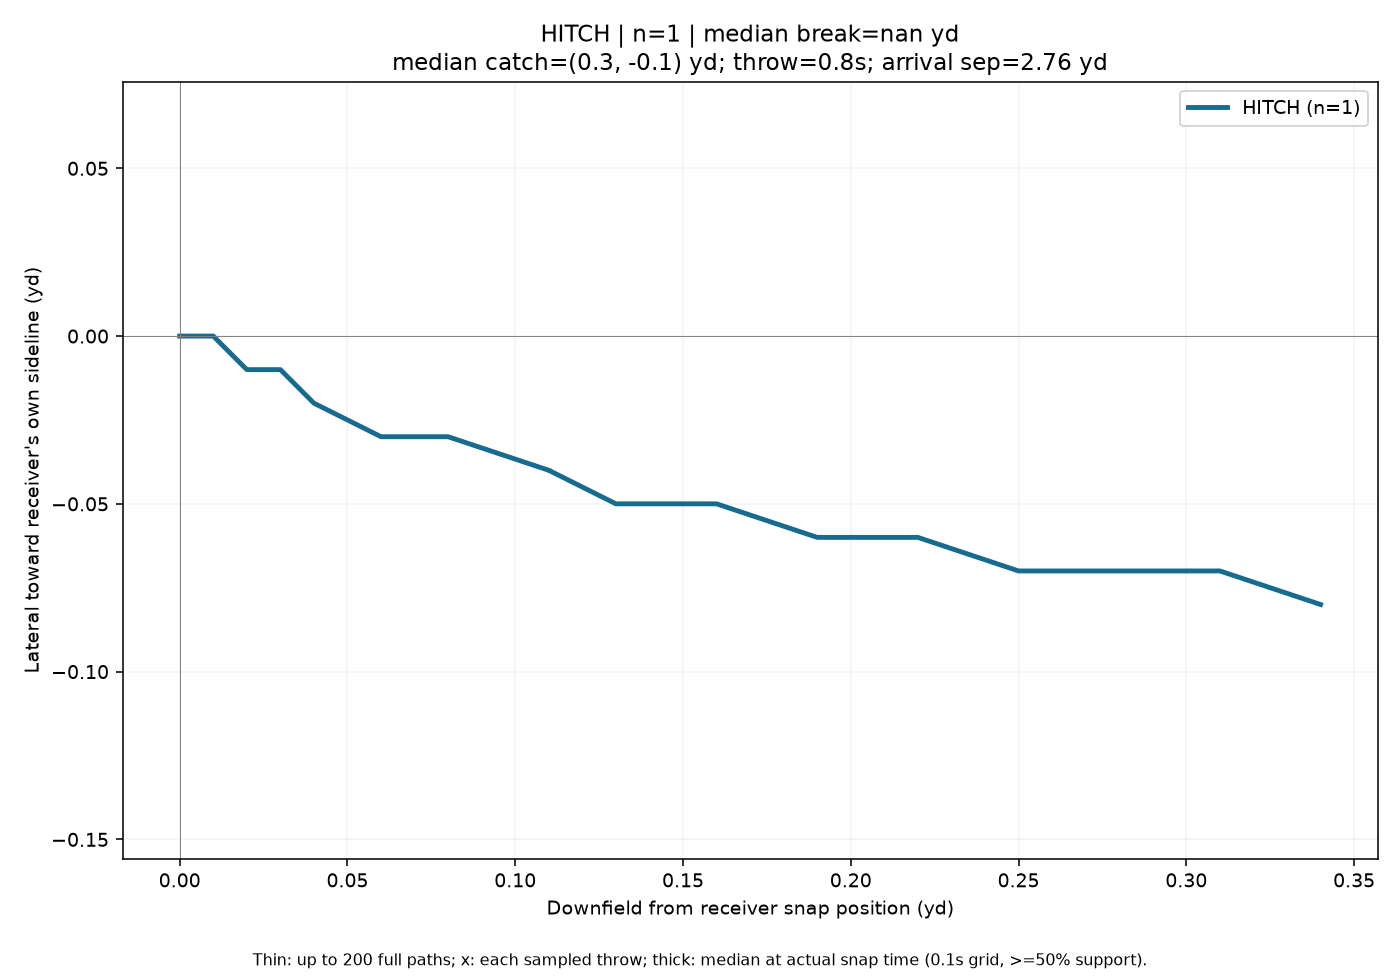 HITCH | n=1 | median break=nan yd
median catch=(0.3, -0.1) yd; throw=0.8s; arrival sep=2.76 yd
HITCH (n=1)
Lateral toward receiver's own sideline (yd)
0.05
0.00
−0.05
−0.10
−0.15
0.00 0.05 0.10 0.15 0.20 0.25 0.30 0.35
Downfield from receiver snap position (yd)
Thin: up to 200 full paths; x: each sampled throw; thick: median at actual snap time (0.1s grid, >=50% support).